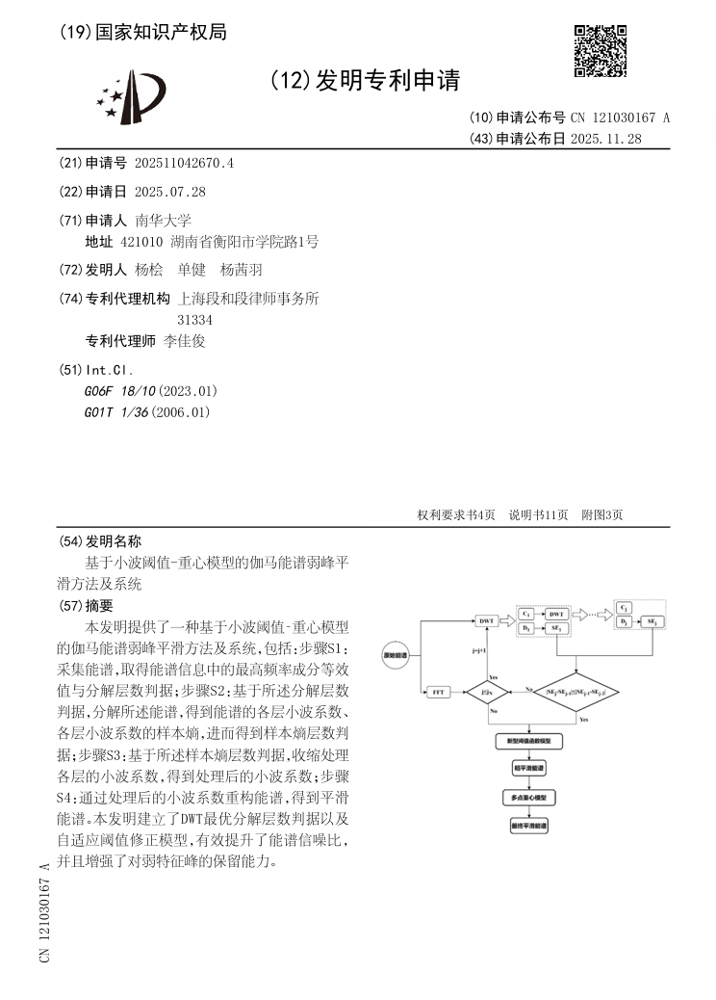 (19)国家知识产权局
(12)发明专利申请
(10)申请公布号 CN 121030167 A
(43)申请公布日 2025.11.28
(21)申请号 202511042670.4
(22)申请日 2025.07.28
(71)申请人 南华大学
地址 421010 湖南省衡阳市学院路1号
(72)发明人 杨桧 单健 杨茜羽
(74)专利代理机构 上海段和段律师事务所
31334
专利代理师 李佳俊
(51)Int.Cl.
G06F 18/10(2023.01)
G01T 1/36(2006.01)
权利要求书4页 说明书11页 附图3页
(54)发明名称
基于小波阈值-重心模型的伽马能谱弱峰平
滑方法及系统
(57)摘要
本发明提供了一种基于小波阈值-重心模型
的伽马能谱弱峰平滑方法及系统,包括:步骤S1:
采集能谱,取得能谱信息中的最高频率成分等效
值与分解层数判据;步骤S2:基于所述分解层数
判据,分解所述能谱,得到能谱的各层小波系数、
各层小波系数的样本熵,进而得到样本熵层数判
据;步骤S3:基于所述样本熵层数判据,收缩处理
各层的小波系数,得到处理后的小波系数;步骤
S4:通过处理后的小波系数重构能谱,得到平滑
能谱。本发明建立了DWT最优分解层数判据以及
自适应阈值修正模型,有效提升了能谱信噪比,
并且增强了对弱特征峰的保留能力。
原始能谱
DWT
C₁
DWT
D₁
SE₁
Cⱼ
Dⱼ
SEⱼ
j=j+1
FFT
Yes
No
No
Yes
新型阈值函数模型
粗平滑能谱
多点重心模型
最终平滑能谱
CN 121030167 A